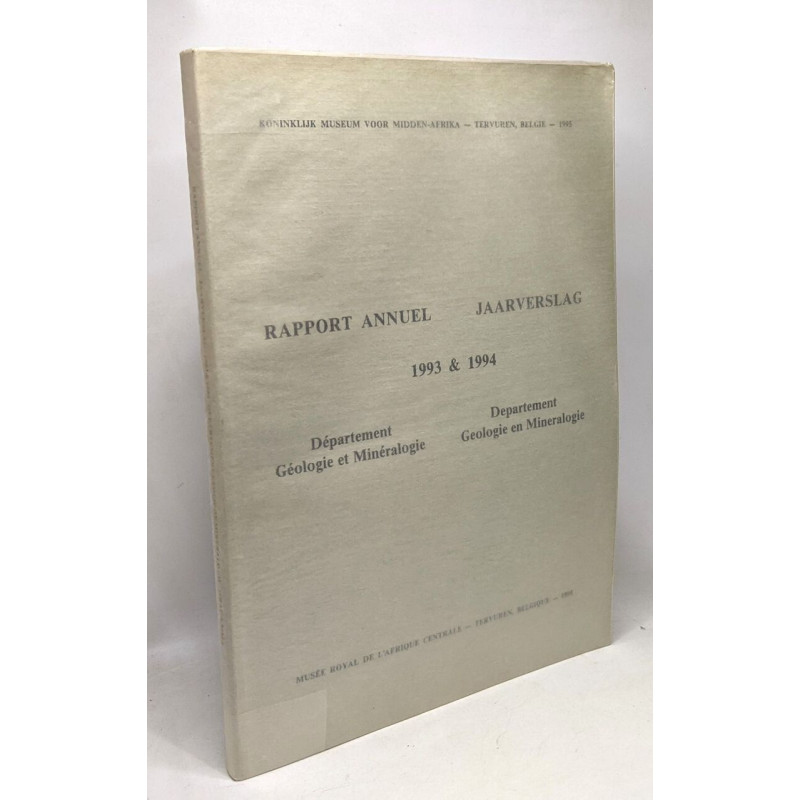 KONINKLIJK MUSEUM VOOR MIDDEN-AFRIKA — TERVUREN, BELGIE — 1995
RAPPORT ANNUEL JAARVERSLAG
1993 & 1994
Département
Géologie et Minéralogie
Departement
Geologie en Mineralogie
MUSÉE ROYAL DE L'AFRIQUE CENTRALE — TERVUREN, BELGIQUE — 1995